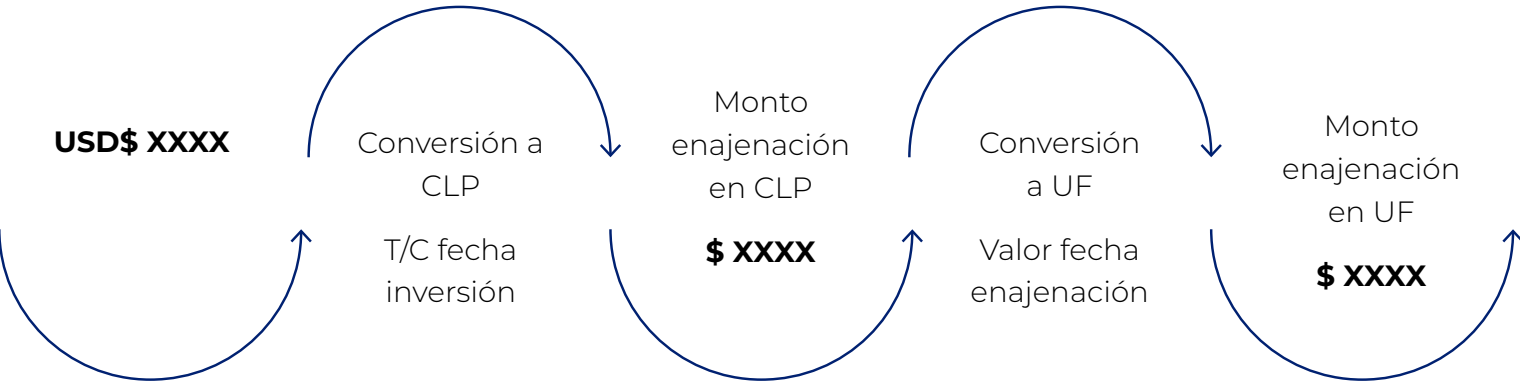 USD$ XXXX
Conversión a
CLP
T/C fecha
inversión
Monto
enajenación
en CLP
$ XXXX
Conversión
a UF
Valor fecha
enajenación
Monto
enajenación
en UF
$ XXXX